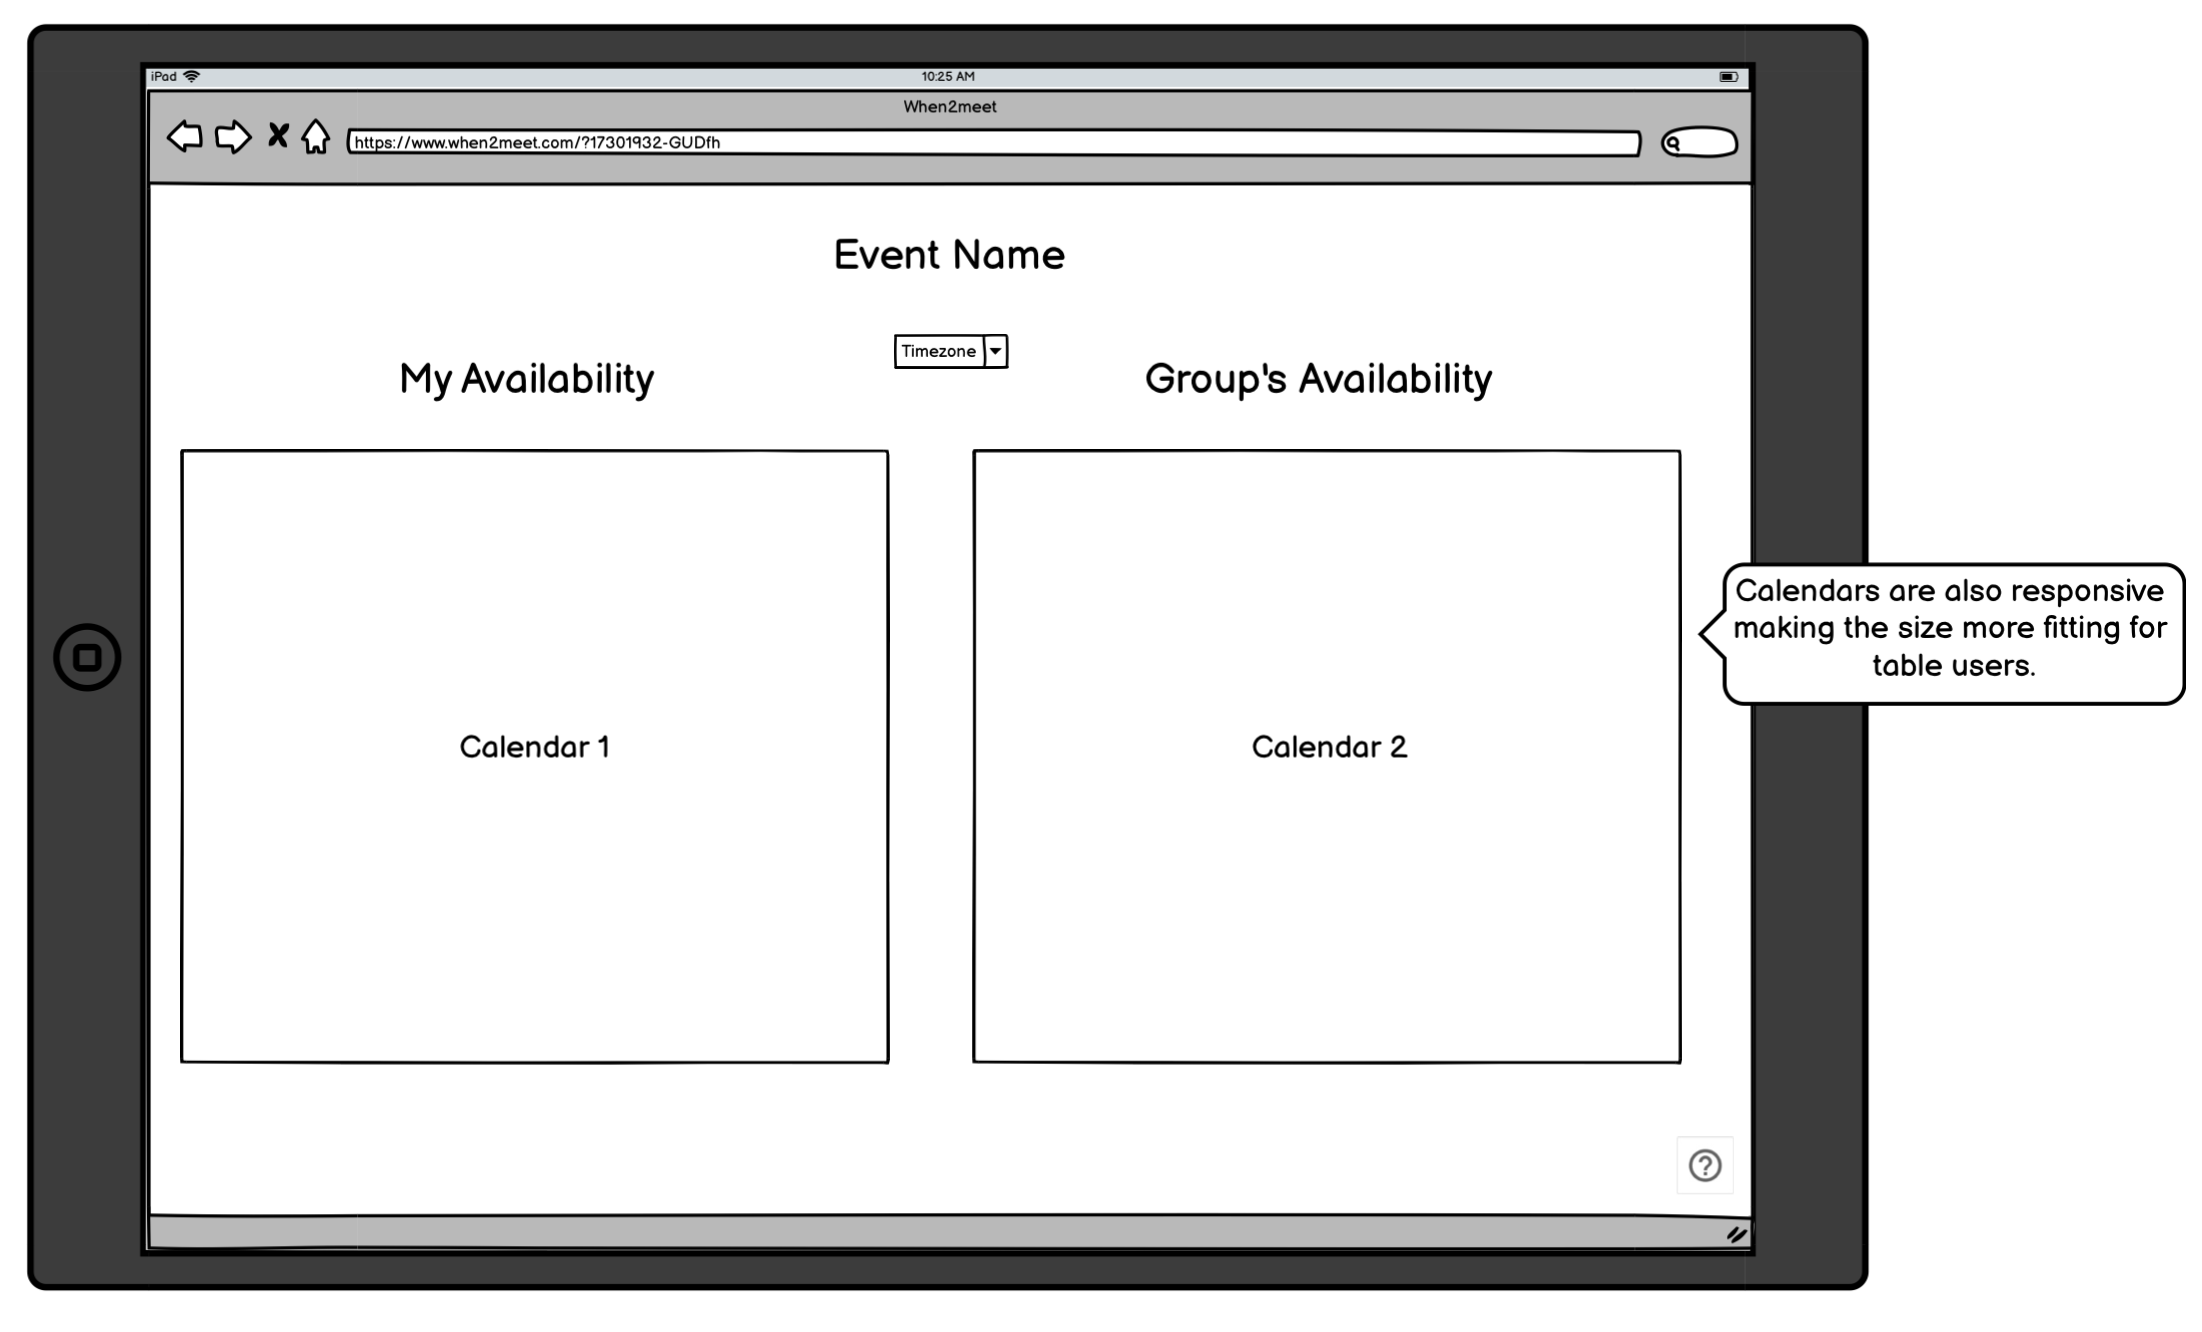 iPad
10:25 AM
When2meet
https://www.when2meet.com/?17301932-GUDfh
Event Name
Timezone
My Availability
Group's Availability
Calendars are also responsive
making the size more fitting for
table users.
Calendar 1
Calendar 2
?